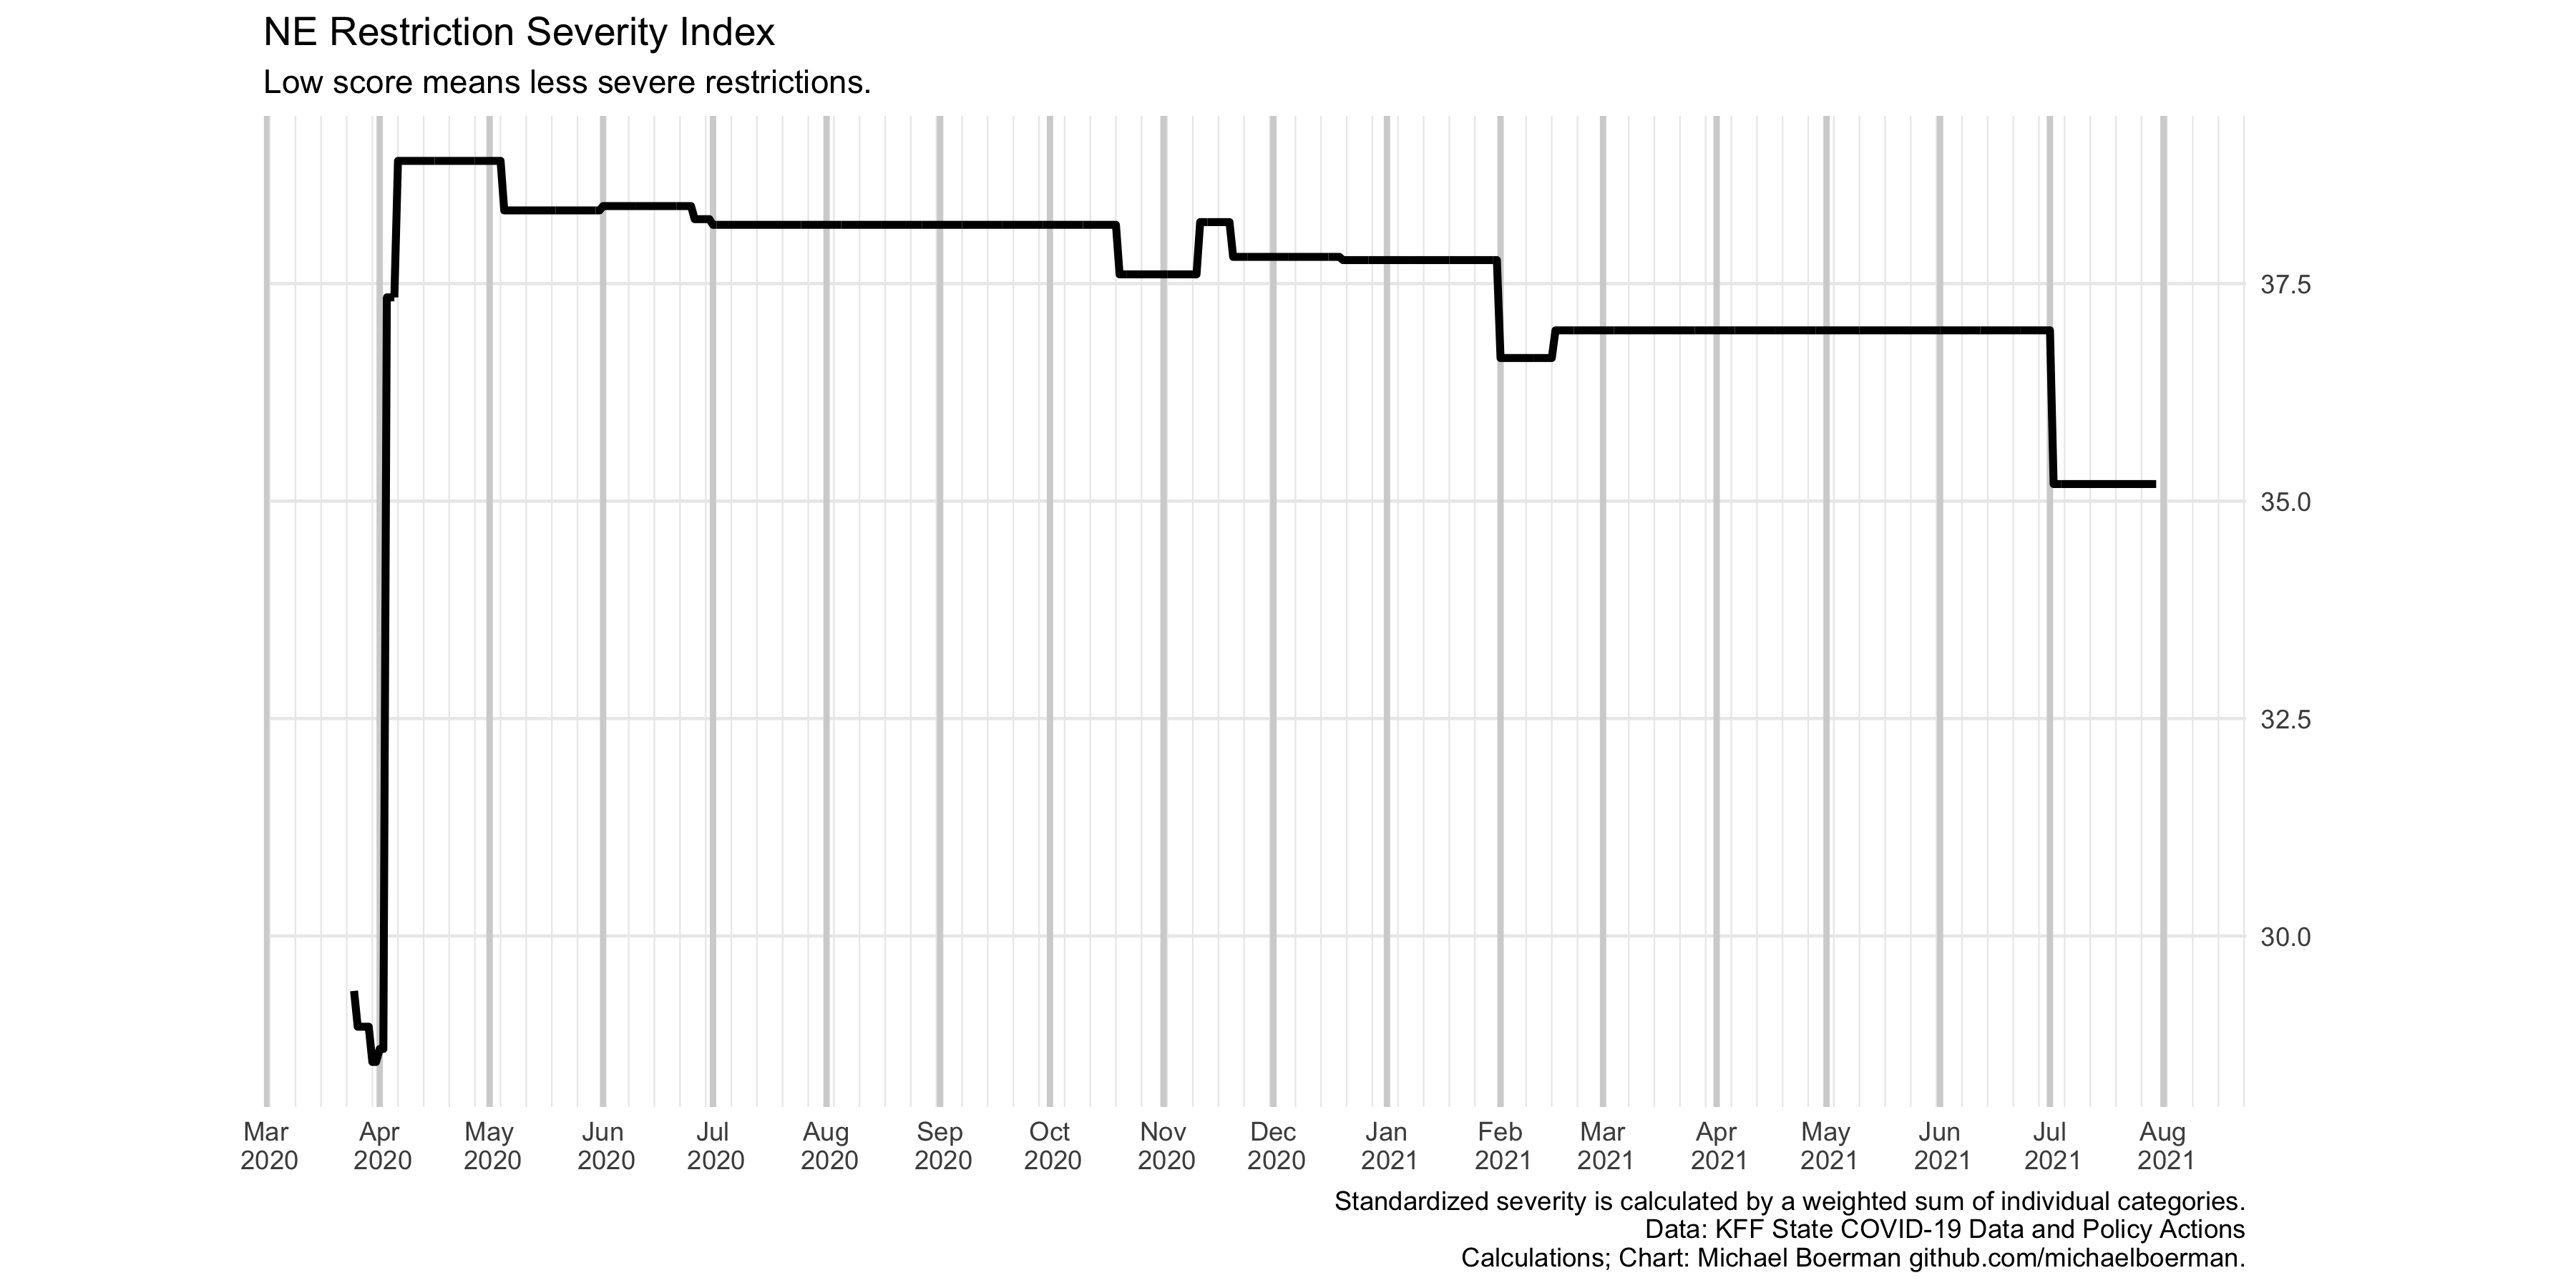 NE Restriction Severity Index
Low score means less severe restrictions.
37.5
35.0
32.5
30.0
Mar Apr May Jun Jul Aug Sep Oct Nov Dec Jan Feb Mar Apr May Jun Jul Aug
2020 2020 2020 2020 2020 2020 2020 2020 2020 2020 2021 2021 2021 2021 2021 2021 2021 2021
Standardized severity is calculated by a weighted sum of individual categories.
Data: KFF State COVID-19 Data and Policy Actions
Calculations; Chart: Michael Boerman github.com/michaelboerman.